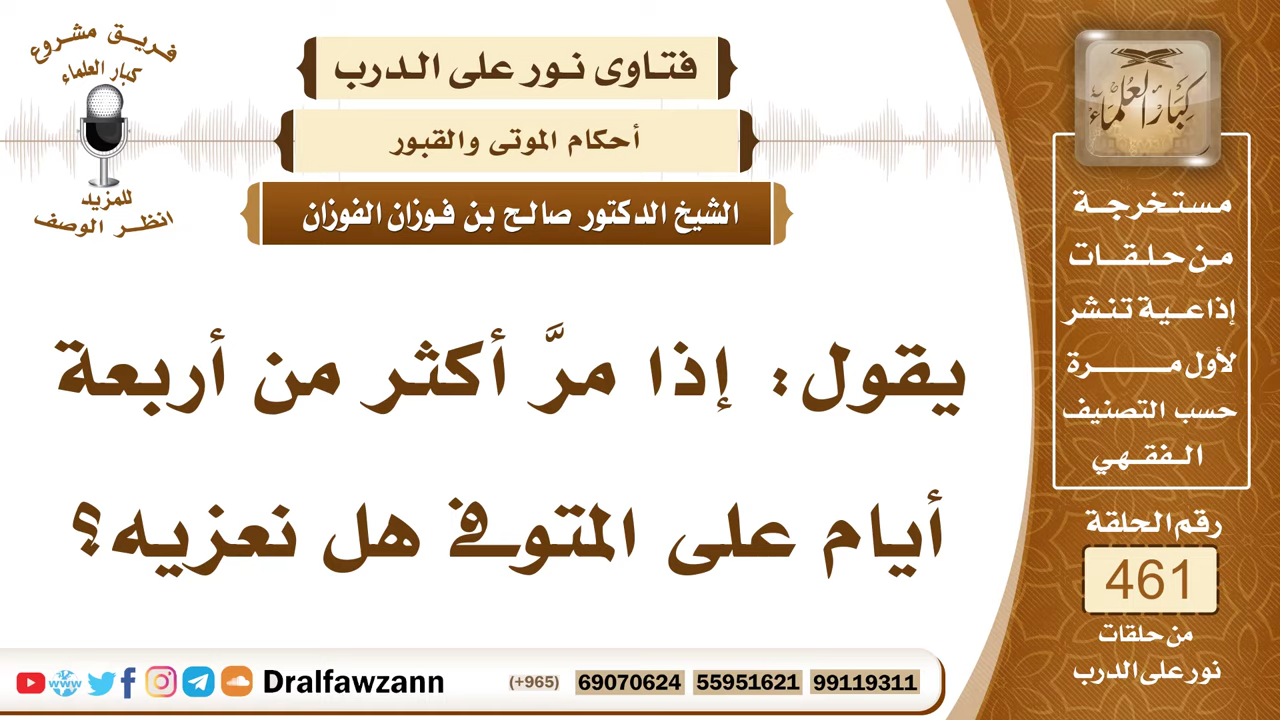 فريق مشروع
كبار العلماء
للمزيد
انظر الوصف
فتاوى نور على الدرب
أحكام الموتى والقبور
الشيخ الدكتور صالح بن فوزان الفوزان
يقول: إذا مرَّ أكثر من أربعة
أيام على المتوفى هل نعزيه؟
كبار العلماء
مستخرجة
من حلقات
إذاعية تنشر
لأول مرة
حسب التصنيف
الفقهي
رقم الحلقة
461
من حلقات
نور على الدرب
www Dralfawzann (+965) 69070624 55951621 99119311